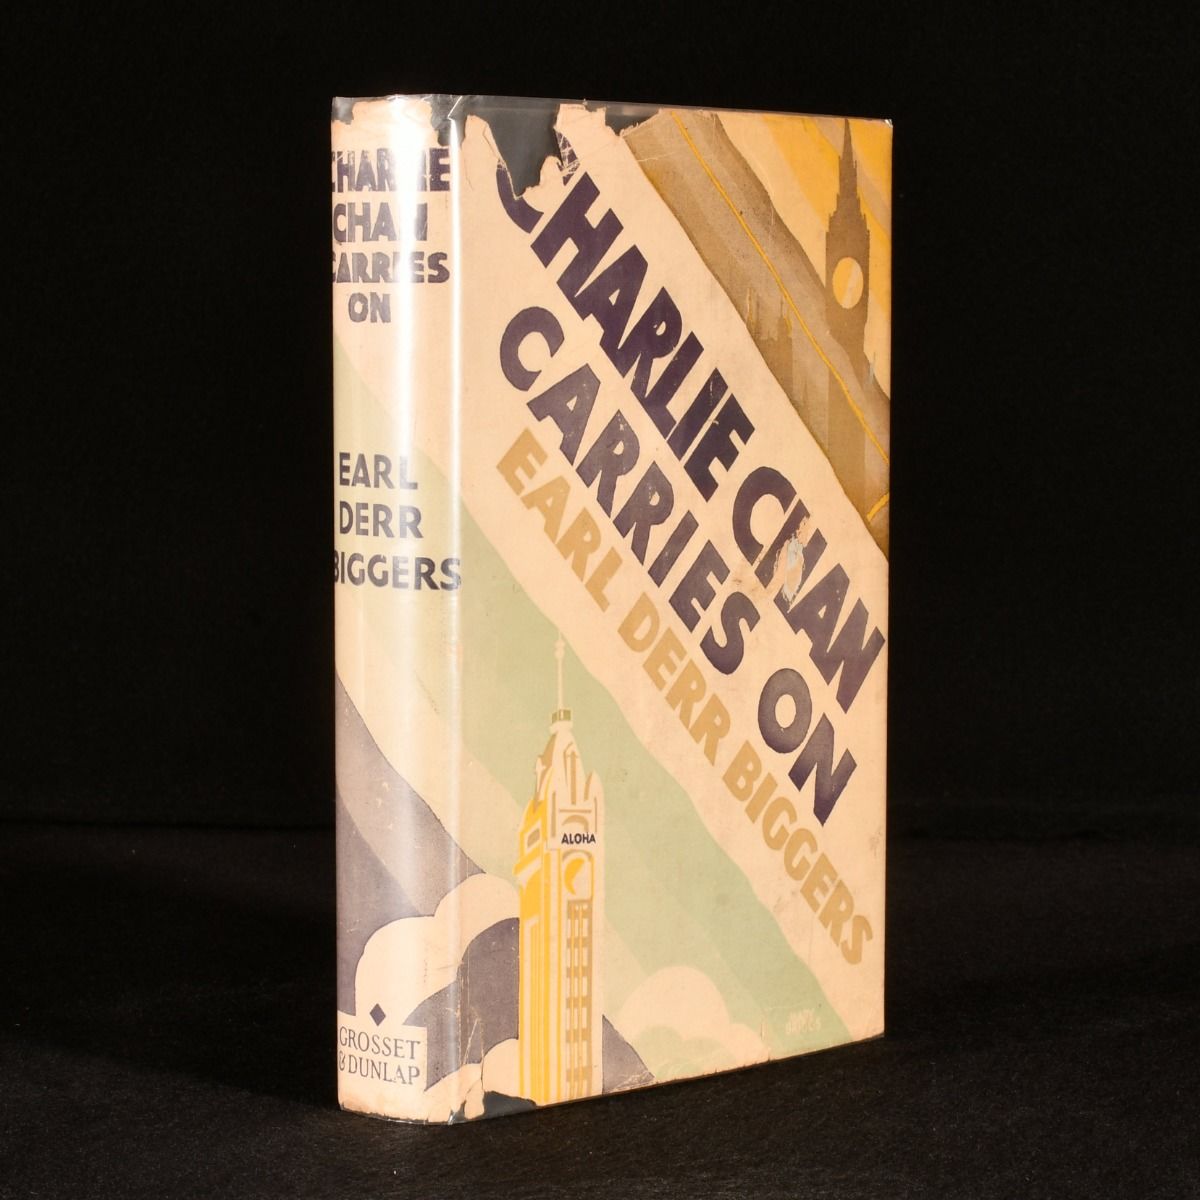 CHARLIE
CHAN
CARRIES
ON
EARL
DERR
BIGGERS
GROSSET
& DUNLAP
CHARLIE CHAN
CARRIES ON
EARL DERR BIGGERS
ALOHA